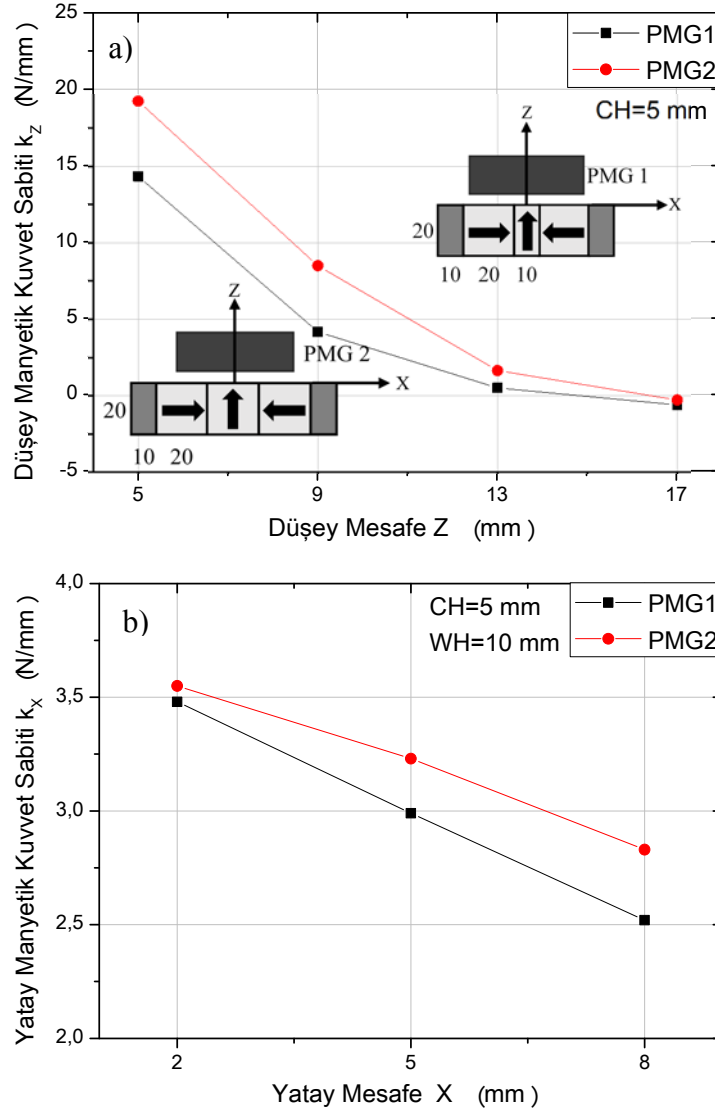 a)
PMG1
PMG2
CH=5 mm
Z
PMG 1
X
20
10 20 10
Z
PMG 2
X
20
10 20
25
20
15
10
5
0
-5
5 9 13 17
Düşey Manyetik Kuvvet Sabiti k_Z (N/mm )
Düşey Mesafe Z (mm )
b)
CH=5 mm
WH=10 mm
PMG1
PMG2
4,0
3,5
3,0
2,5
2,0
2 5 8
Yatay Manyetik Kuvvet Sabiti k_X (N/mm )
Yatay Mesafe X (mm )